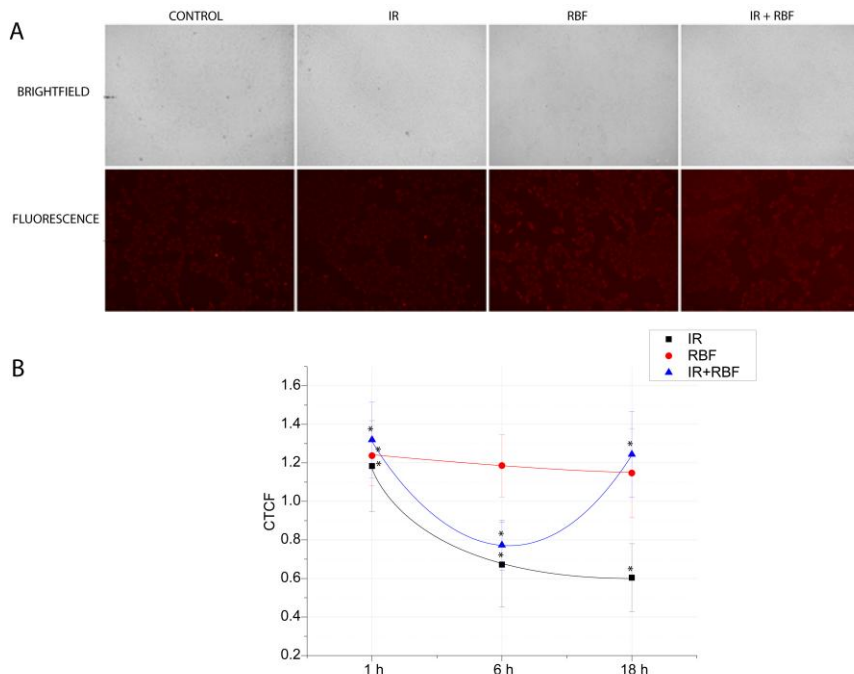 A
CONTROL IR RBF IR + RBF
BRIGHTFIELD
FLUORESCENCE
B
IR
RBF
IR+RBF
1.6
1.4
1.2
1.0
0.8
0.6
0.4
0.2
CTCF
* * * * * * *
1 h 6 h 18 h